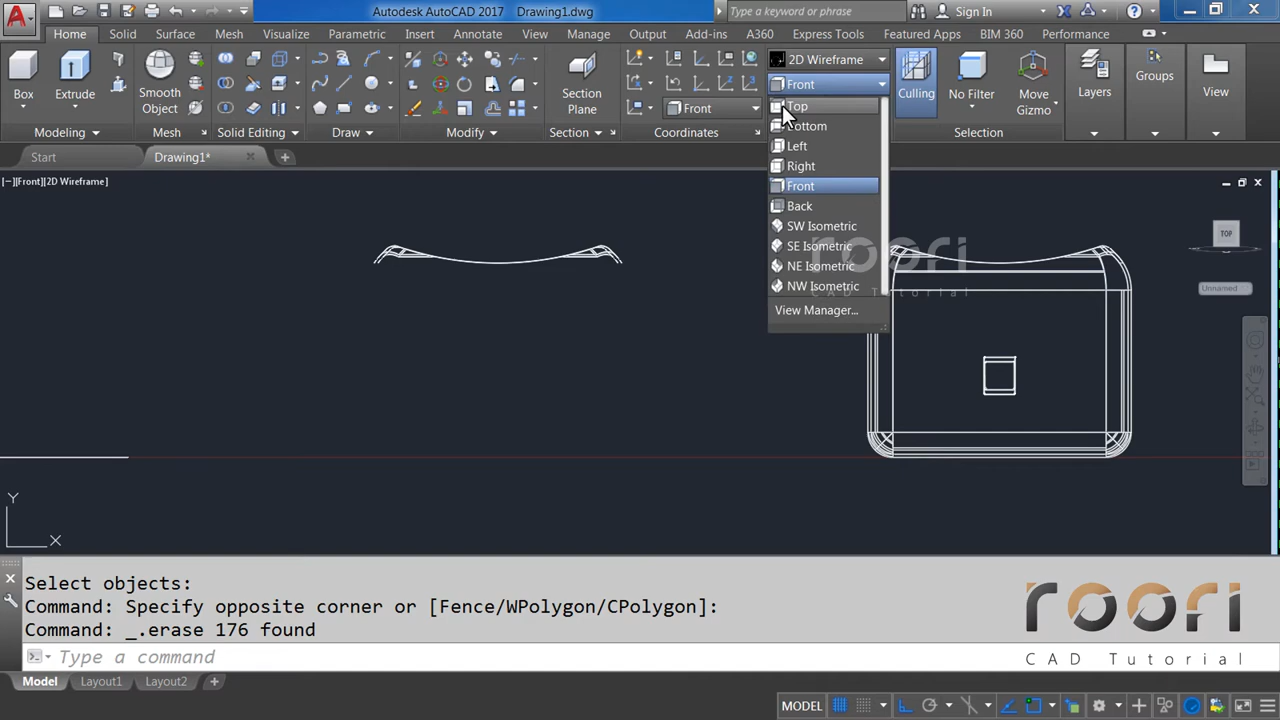 Autodesk AutoCAD 2017 Drawing1.dwg
Type a keyword or phrase
Sign In
Home Solid Surface Mesh Visualize Parametric Insert Annotate View Manage Output Add-ins A360 Express Tools Featured Apps BIM 360 Performance
Box
Extrude
Smooth
Object
Section
Plane
2D Wireframe
Front
Front
Culling
No Filter
Move
Gizmo
Layers
Groups
View
Modeling
Mesh
Solid Editing
Draw
Modify
Section
Coordinates
Selection
Top
Bottom
Left
Right
Front
Back
SW Isometric
SE Isometric
NE Isometric
NW Isometric
View Manager...
Start
Drawing1*
[−][Front][2D Wireframe]
TOP
Unnamed
roori
CAD Tutorial
Y
X
Select objects:
Command: Specify opposite corner or [Fence/WPolygon/CPolygon]:
Command: _.erase 176 found
Type a command
roori
CAD Tutorial
Model Layout1 Layout2
MODEL